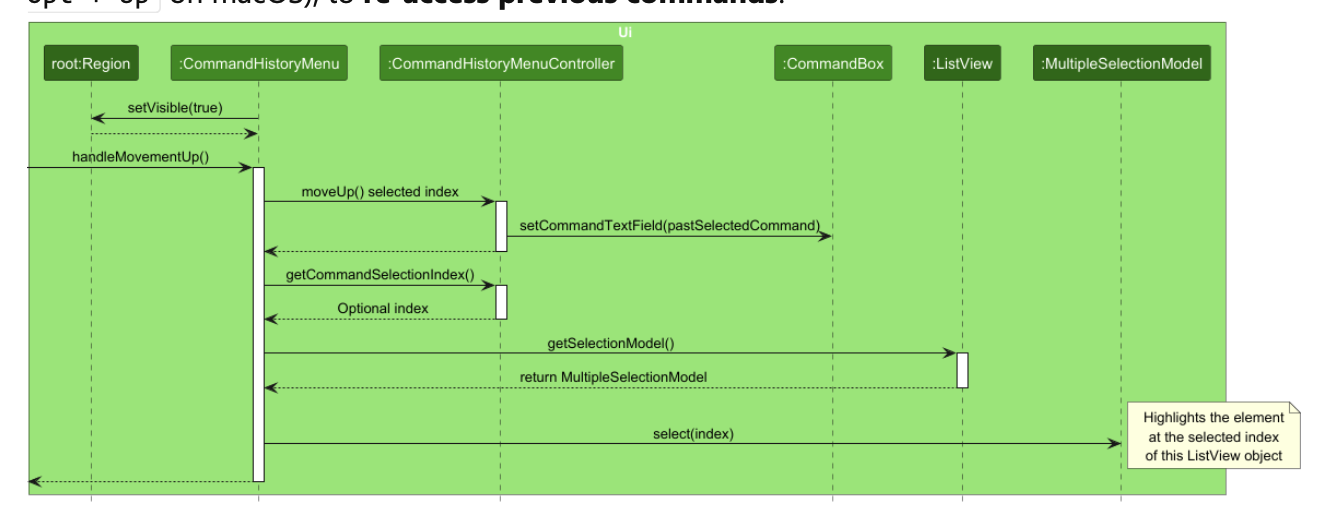 opt + up on macOS), to re-access previous commands.
Ui
root:Region :CommandHistoryMenu :CommandHistoryMenuController :CommandBox :ListView :MultipleSelectionModel
setVisible(true)
handleMovementUp()
moveUp() selected index
setCommandTextField(pastSelectedCommand)
getCommandSelectionIndex()
Optional index
getSelectionModel()
return MultipleSelectionModel
select(index)
Highlights the element
at the selected index
of this ListView object